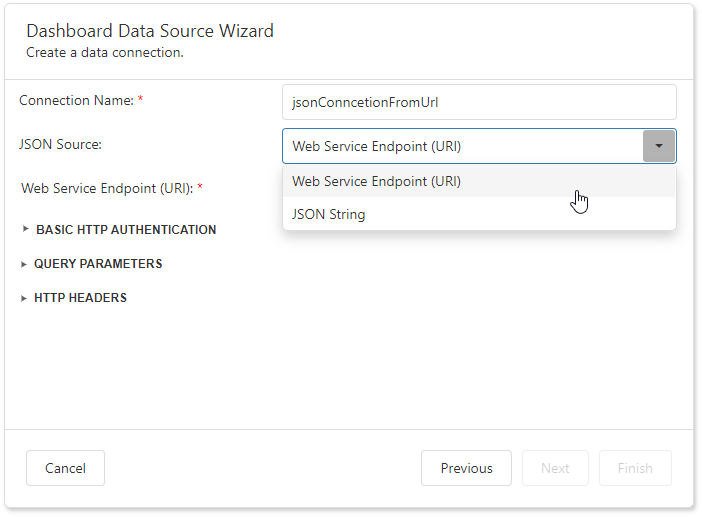 Dashboard Data Source Wizard
Create a data connection.
Connection Name: *
jsonConncetionFromUrl
JSON Source:
Web Service Endpoint (URI)
Web Service Endpoint (URI)
Web Service Endpoint (URI): *
JSON String
BASIC HTTP AUTHENTICATION
QUERY PARAMETERS
HTTP HEADERS
Cancel
Previous
Next
Finish